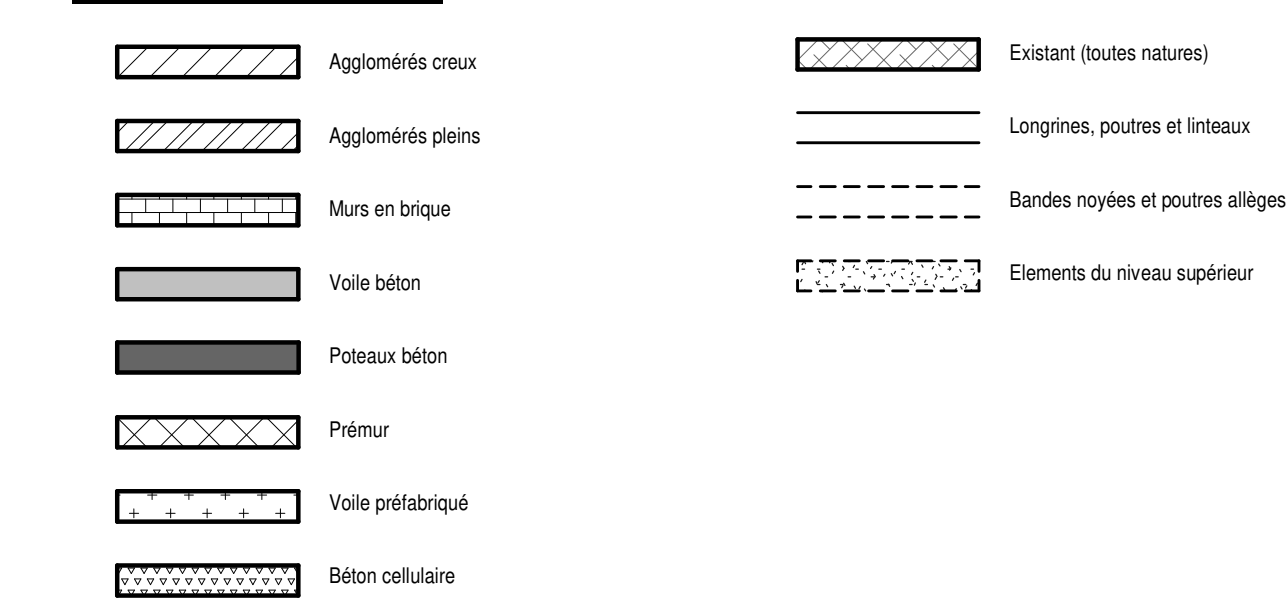 Agglomérés creux
Agglomérés pleins
Murs en brique
Voile béton
Poteaux béton
Prémur
Voile préfabriqué
Béton cellulaire
Existant (toutes natures)
Longrines, poutres et linteaux
Bandes noyées et poutres allèges
Elements du niveau supérieur